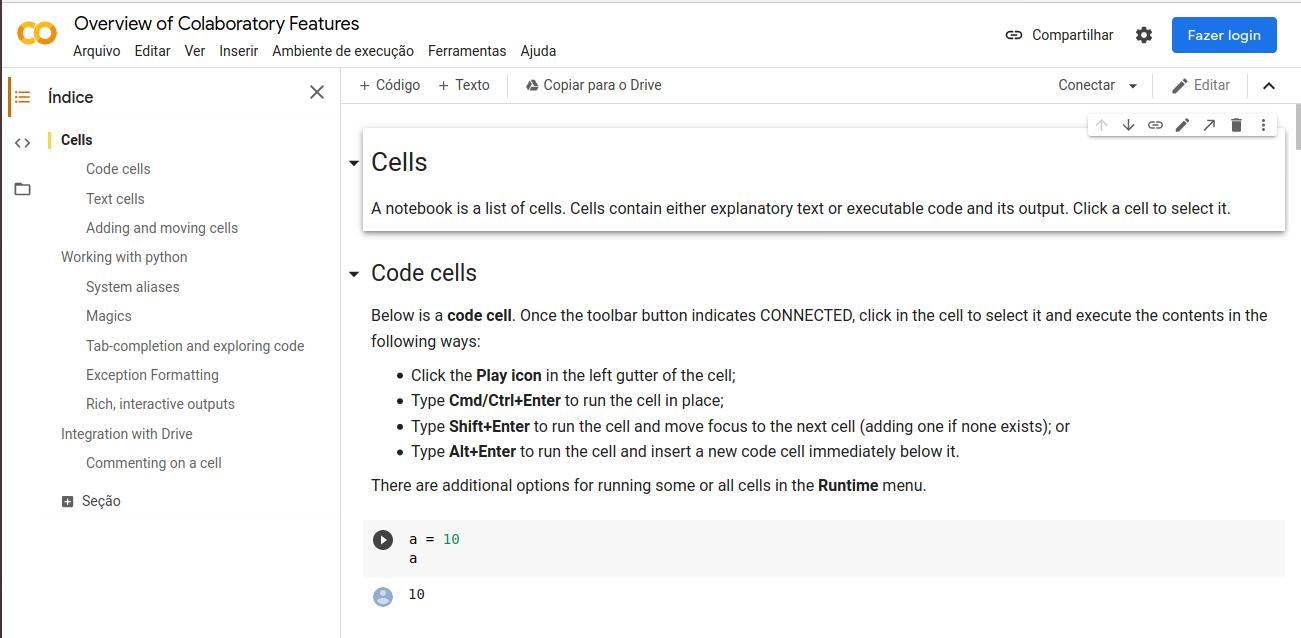 Overview of Colaboratory Features
Arquivo Editar Ver Inserir Ambiente de execução Ferramentas Ajuda
Compartilhar
Fazer login
Índice
Cells
Code cells
Text cells
Adding and moving cells
Working with python
System aliases
Magics
Tab-completion and exploring code
Exception Formatting
Rich, interactive outputs
Integration with Drive
Commenting on a cell
Seção
+ Código + Texto Copiar para o Drive
Conectar Editar
Cells
A notebook is a list of cells. Cells contain either explanatory text or executable code and its output. Click a cell to select it.
Code cells
Below is a code cell. Once the toolbar button indicates CONNECTED, click in the cell to select it and execute the contents in the
following ways:
• Click the Play icon in the left gutter of the cell;
• Type Cmd/Ctrl+Enter to run the cell in place;
• Type Shift+Enter to run the cell and move focus to the next cell (adding one if none exists); or
• Type Alt+Enter to run the cell and insert a new code cell immediately below it.
There are additional options for running some or all cells in the Runtime menu.
a = 10
a
10